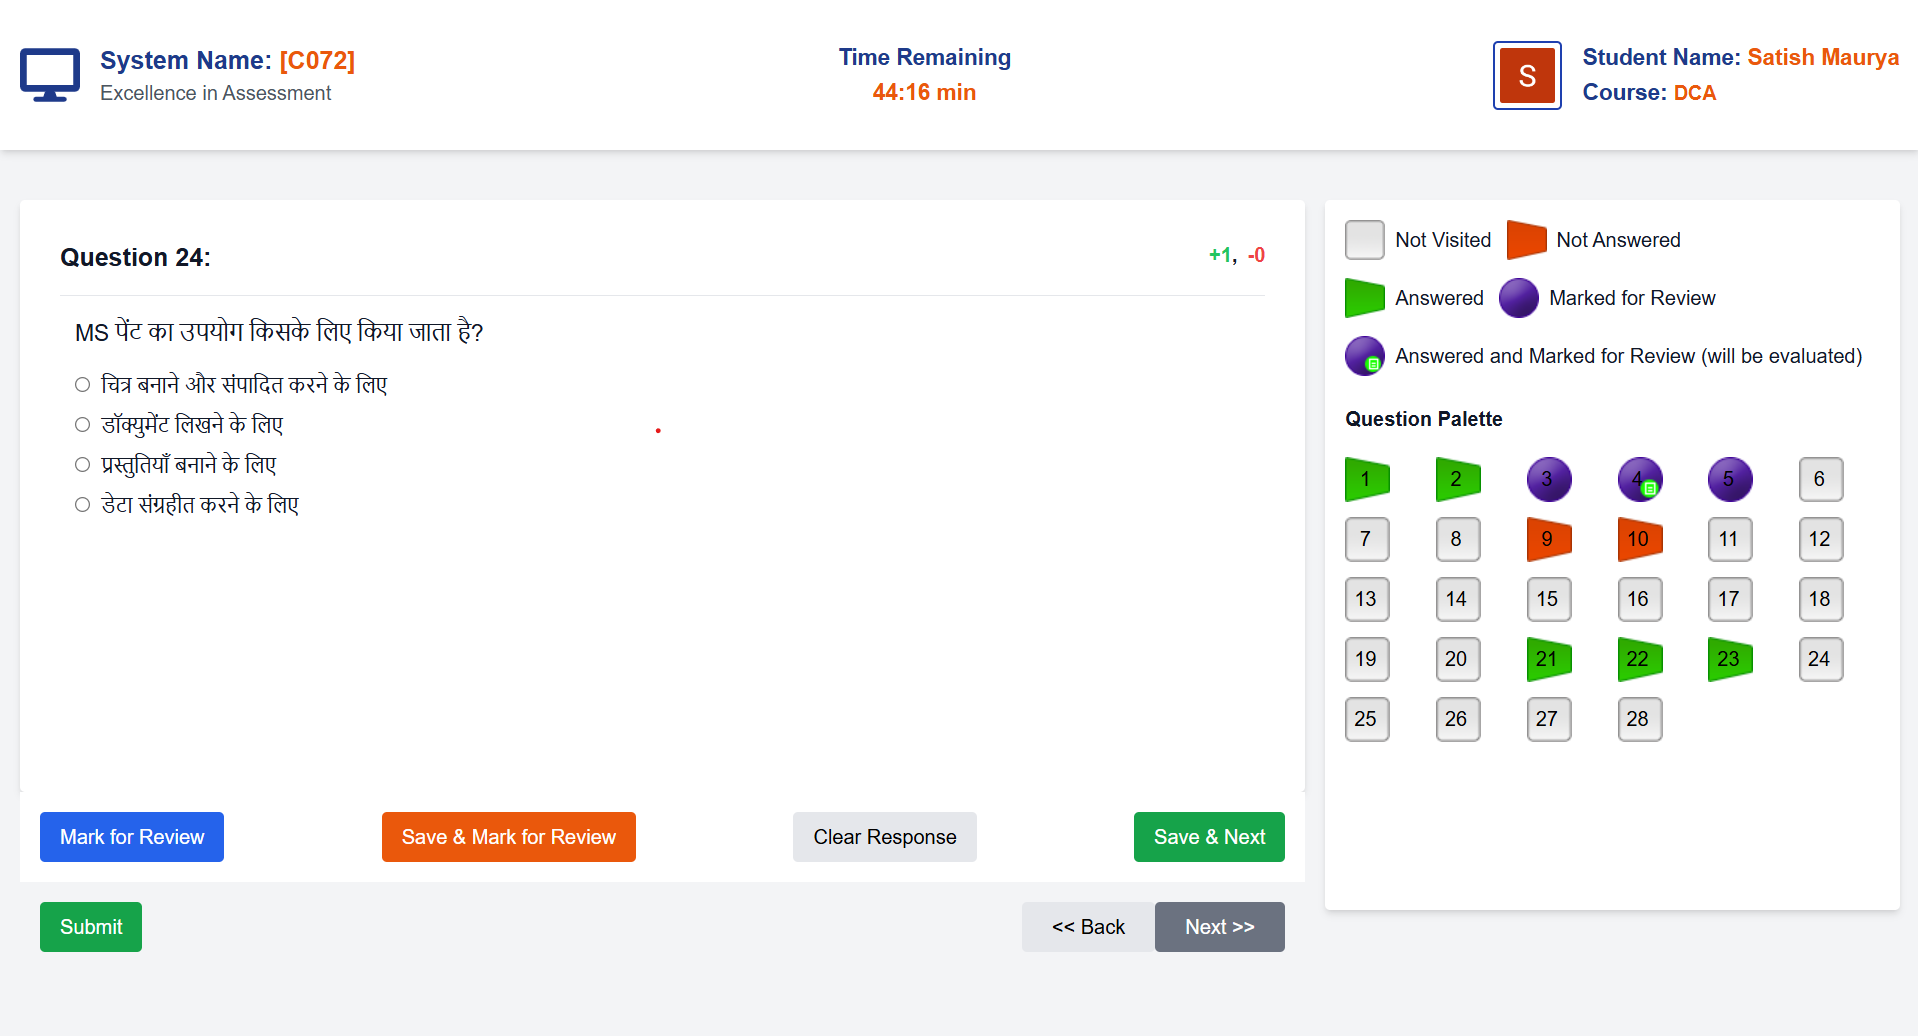 System Name: [C072]
Excellence in Assessment
Time Remaining
44:16 min
S
Student Name: Satish Maurya
Course: DCA
Question 24:
+1, -0
MS पेंट का उपयोग किसके लिए किया जाता है?
चित्र बनाने और संपादित करने के लिए
डॉक्युमेंट लिखने के लिए
प्रस्तुतियाँ बनाने के लिए
डेटा संग्रहीत करने के लिए
Mark for Review
Save & Mark for Review
Clear Response
Save & Next
Submit
<< Back
Next >>
Not Visited
Not Answered
Answered
Marked for Review
Answered and Marked for Review (will be evaluated)
Question Palette
1 2 3 4 5 6
7 8 9 10 11 12
13 14 15 16 17 18
19 20 21 22 23 24
25 26 27 28